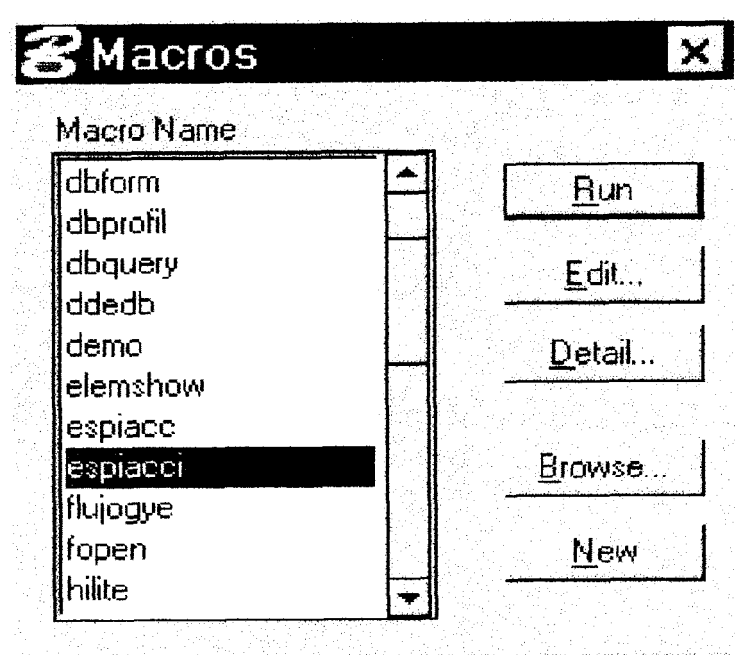 Macros
Macro Name
dbform
dbprofil
dbquery
ddedb
demo
elemshow
espiacc
espiacci
flujogye
fopen
hilite
Run
Edit...
Detail...
Browse...
New